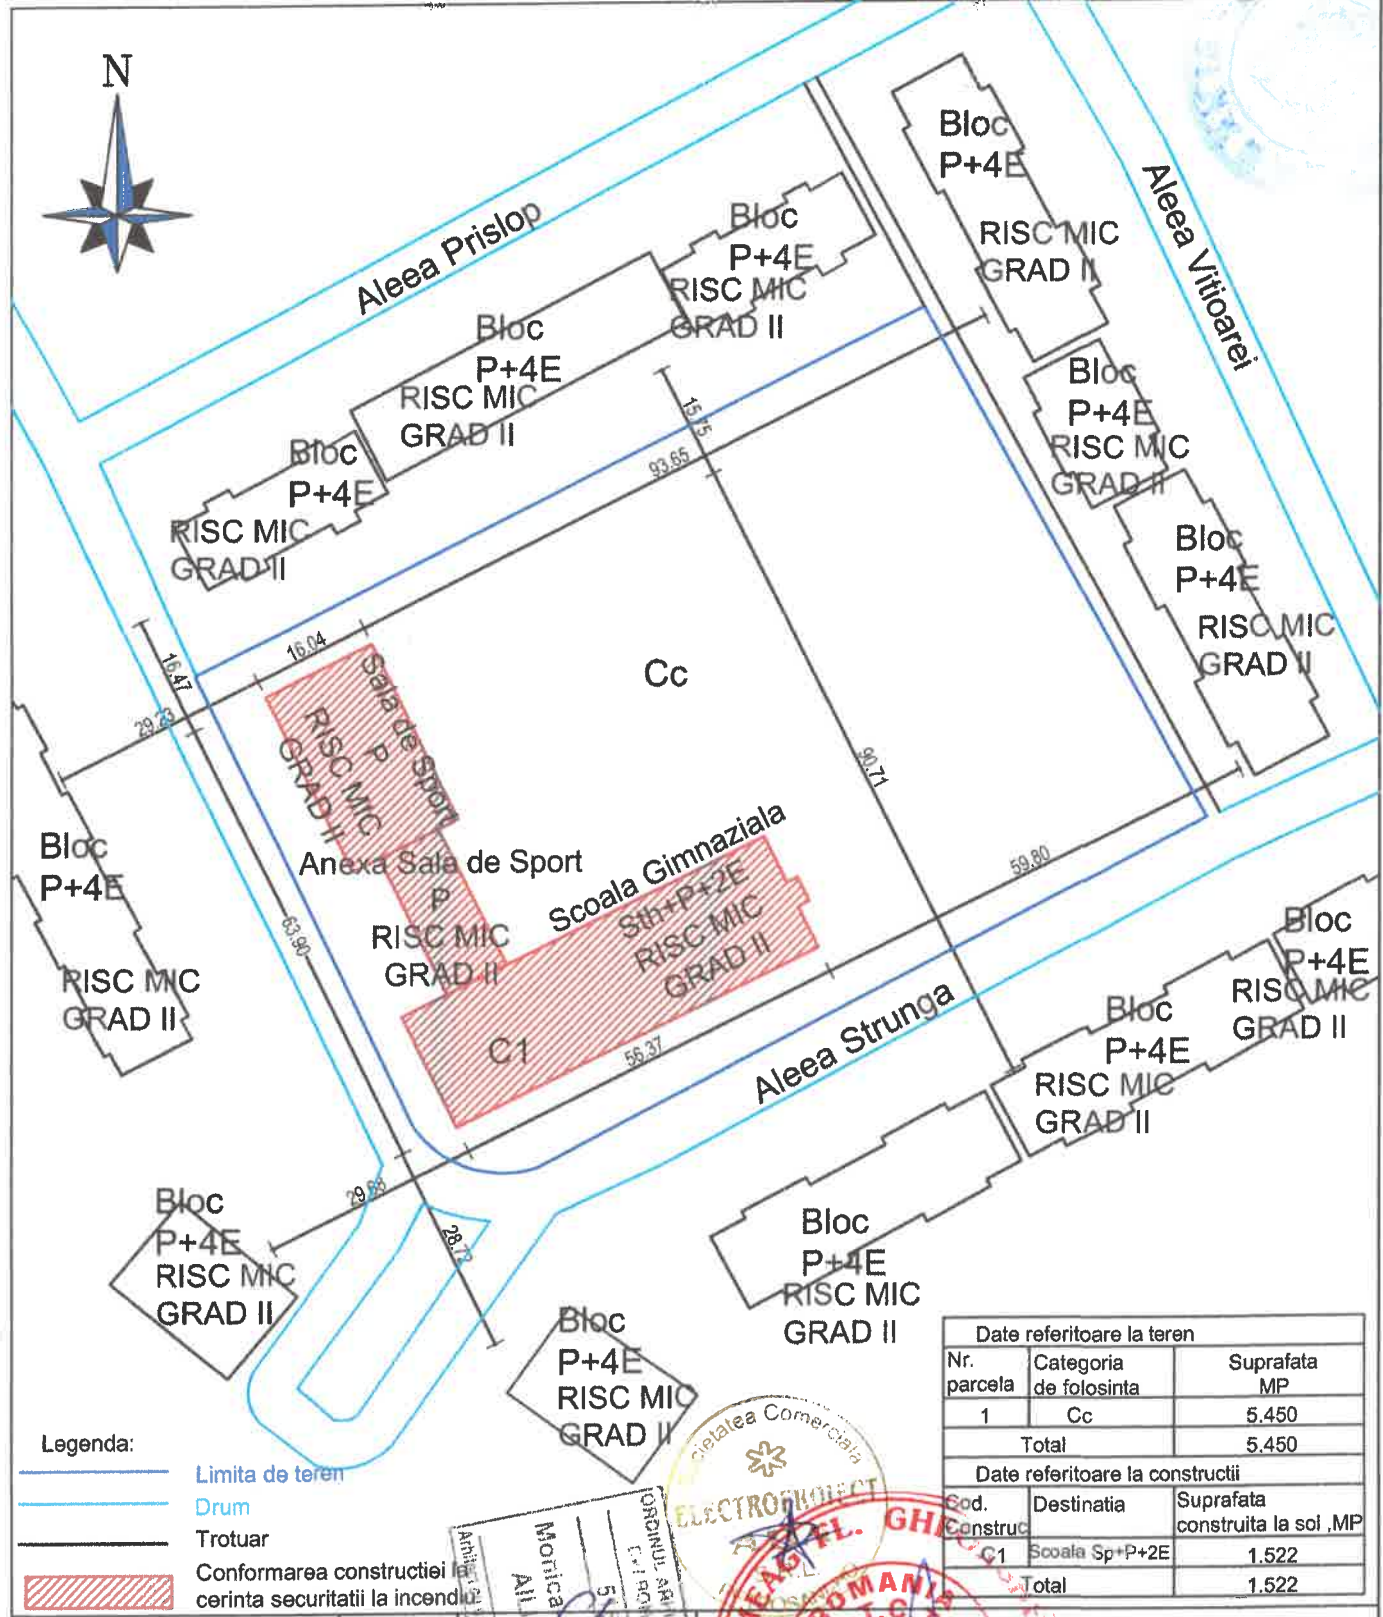 N
Aleea Prislop
Aleea Vitioarei
Bloc
P+4E
RISC MIC
GRAD II
Bloc
P+4E
RISC MIC
GRAD II
Bloc
P+4E
RISC MIC
GRAD II
Bloc
P+4E
RISC MIC
GRAD II
Bloc
P+4E
RISC MIC
GRAD II
Bloc
P+4E
RISC MIC
GRAD II
15.75
93.65
16.04
16.47
29.23
Cc
90.71
Sala de Sport
P
RISC MIC
GRAD II
Anexa Sala de Sport
P
RISC MIC
GRAD II
Scoala Gimnaziala
Sth+P+2E
RISC MIC
GRAD II
C1
59.80
63.90
56.37
Aleea Strunga
Bloc
P+4E
RISC MIC
GRAD II
Bloc
P+4E
RISC MIC
GRAD II
Bloc
P+4E
RISC MIC
GRAD II
28.72
Bloc
P+4E
RISC MIC
GRAD II
Bloc
P+4E
RISC MIC
GRAD II
Bloc
P+4E
RISC MIC
GRAD II
Legenda:
Limita de teren
Drum
Trotuar
Conformarea constructiei la
cerinta securitatii la incendiu
Date referitoare la teren
Nr. parcela Categoria de folosinta Suprafata MP
1 Cc 5.450
Total 5.450
Date referitoare la constructii
Cod. Construc Destinatia Suprafata construita la sol ,MP
C1 Scoala Sp+P+2E 1.522
Total 1.522
Societatea Comerciala
ELECTROPROIECT
ROMANIA
Monica